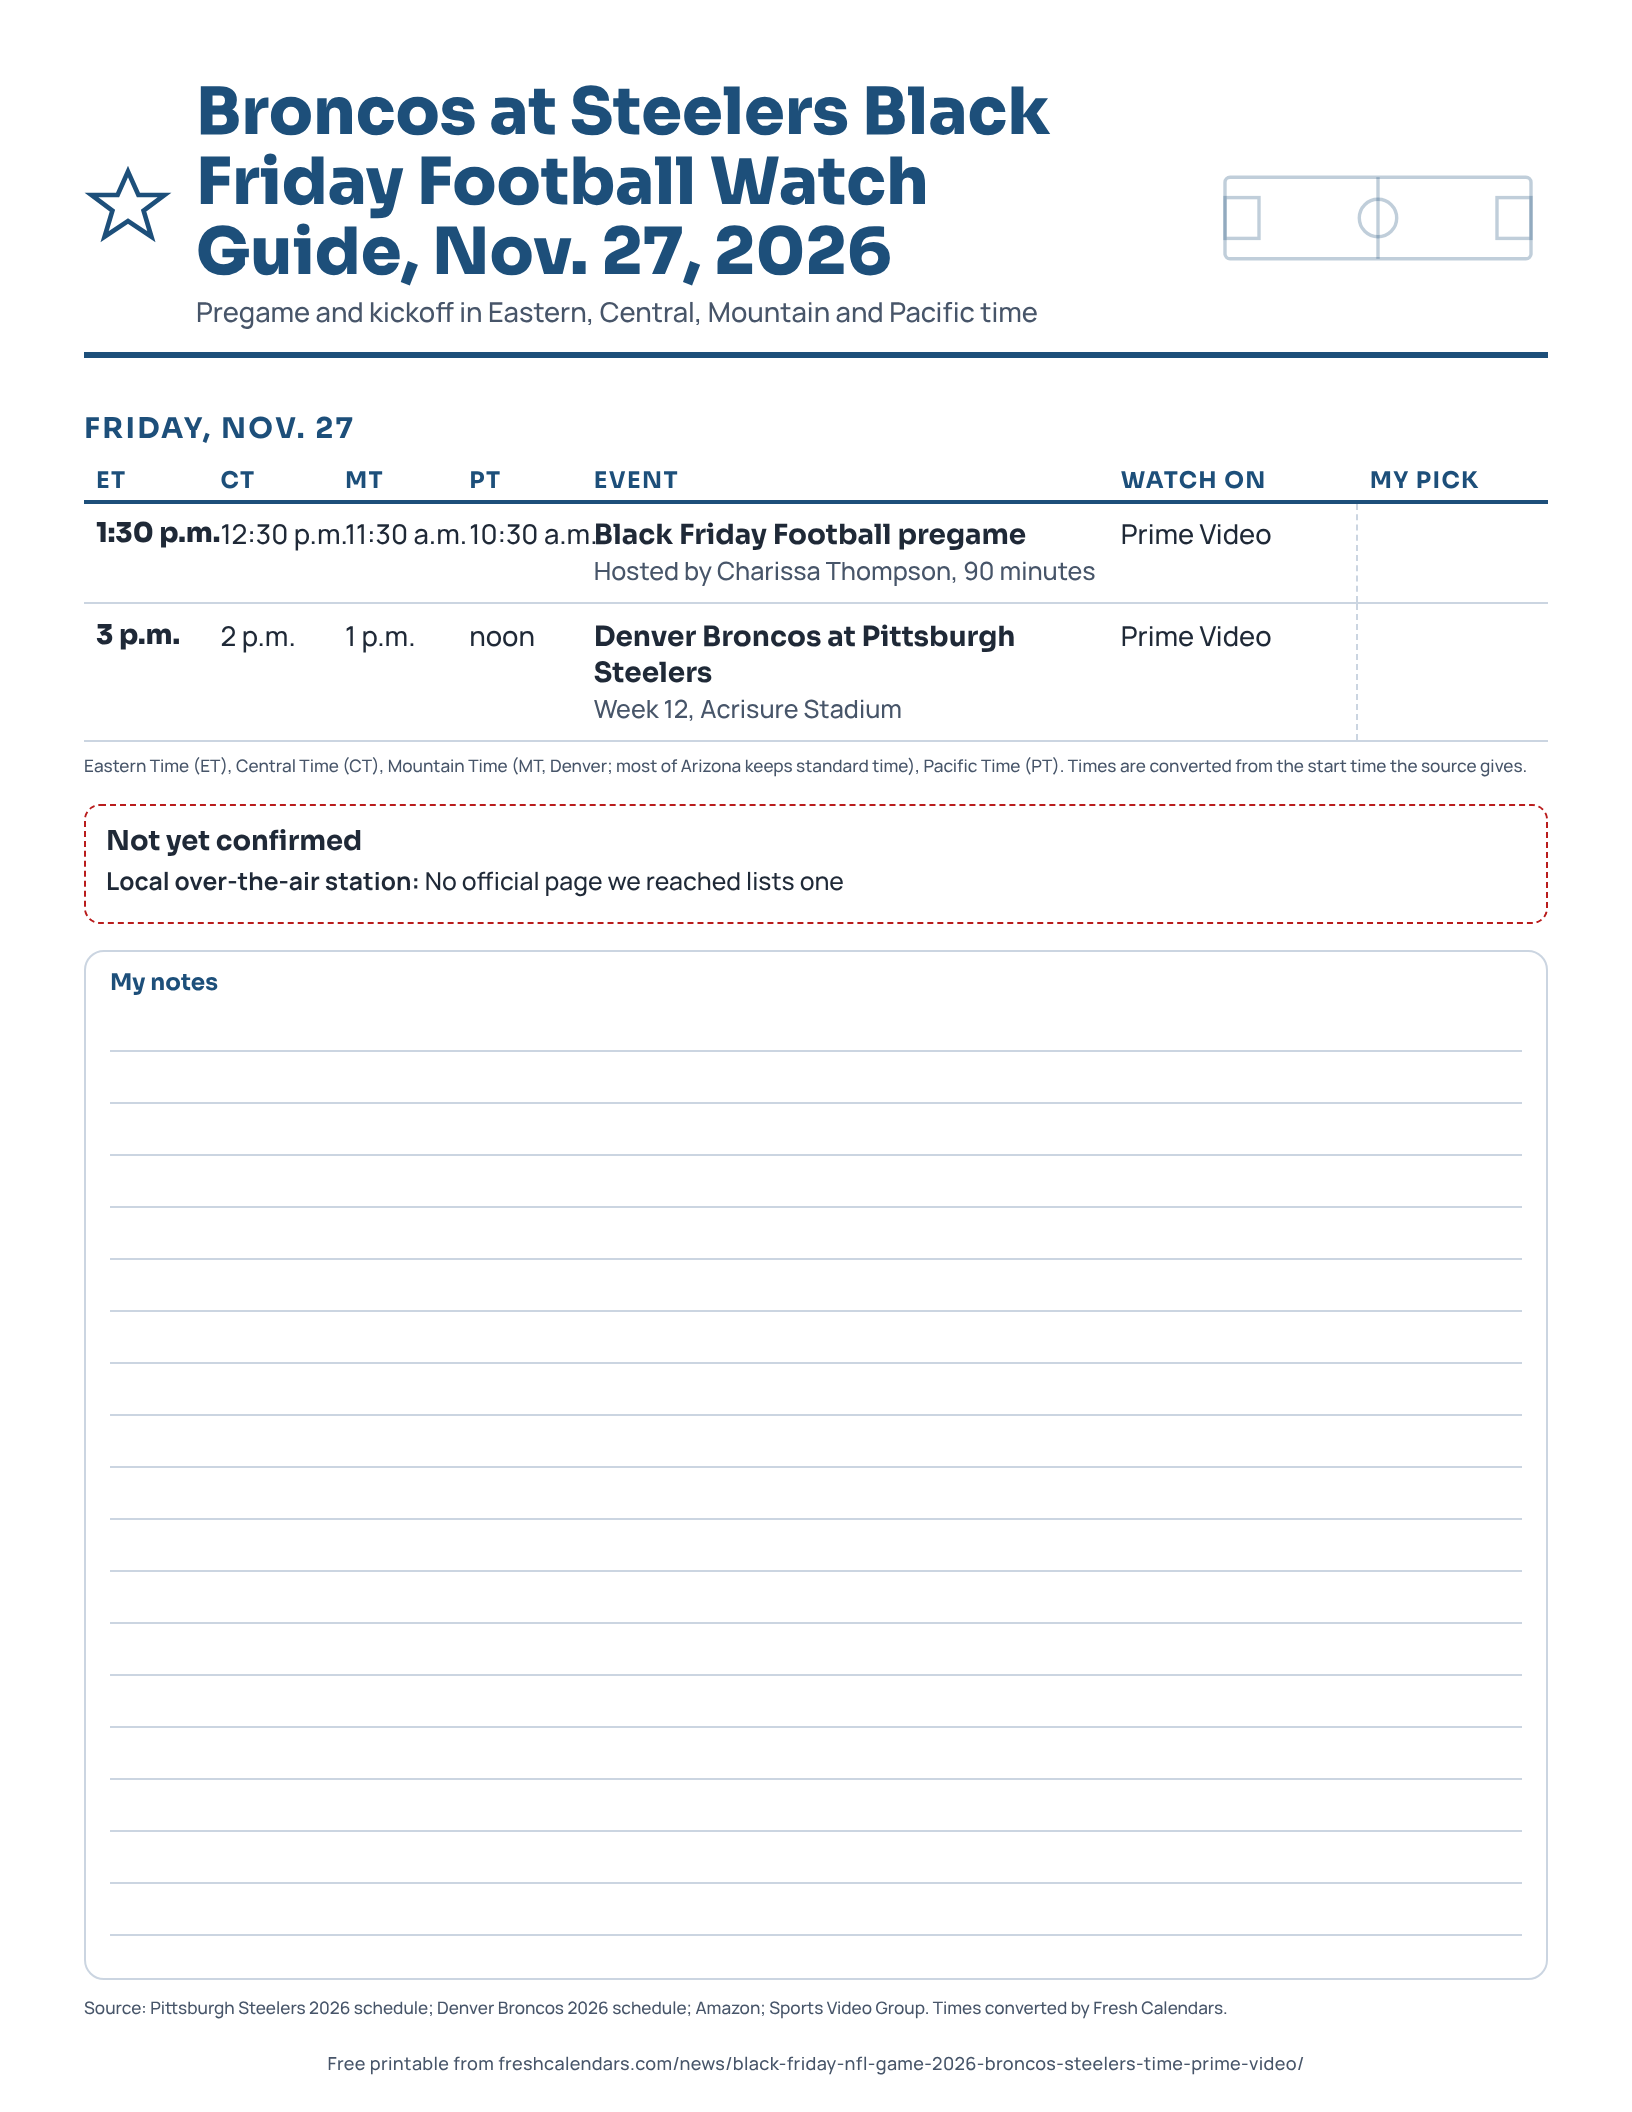 Broncos at Steelers Black
Friday Football Watch
Guide, Nov. 27, 2026
Pregame and kickoff in Eastern, Central, Mountain and Pacific time
FRIDAY, NOV. 27
ET CT MT PT EVENT WATCH ON MY PICK
1:30 p.m. 12:30 p.m. 11:30 a.m. 10:30 a.m. Black Friday Football pregame Prime Video
Hosted by Charissa Thompson, 90 minutes
3 p.m. 2 p.m. 1 p.m. noon Denver Broncos at Pittsburgh Prime Video
Steelers
Week 12, Acrisure Stadium
Eastern Time (ET), Central Time (CT), Mountain Time (MT, Denver; most of Arizona keeps standard time), Pacific Time (PT). Times are converted from the start time the source gives.
Not yet confirmed
Local over-the-air station: No official page we reached lists one
My notes
Source: Pittsburgh Steelers 2026 schedule; Denver Broncos 2026 schedule; Amazon; Sports Video Group. Times converted by Fresh Calendars.
Free printable from freshcalendars.com/news/black-friday-nfl-game-2026-broncos-steelers-time-prime-video/